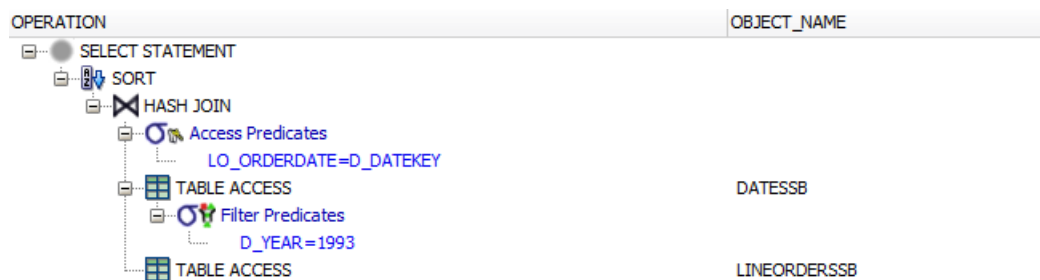 OPERATION OBJECT_NAME
SELECT STATEMENT
SORT
HASH JOIN
Access Predicates
LO_ORDERDATE=D_DATEKEY
TABLE ACCESS DATESSB
Filter Predicates
D_YEAR=1993
TABLE ACCESS LINEORDERSSB